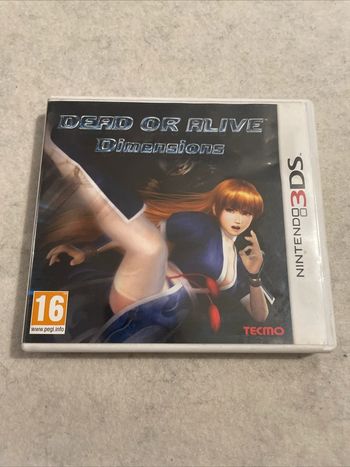 DEAD OR ALIVE
Dimensions
NINTENDO 3DS
16
www.pegi.info
TECMO